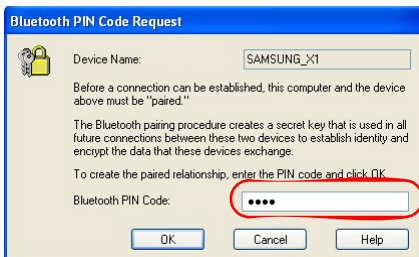 Bluetooth PIN Code Request
Device Name: SAMSUNG_X1
Before a connection can be established, this computer and the device
above must be "paired."
The Bluetooth pairing procedure creates a secret key that is used in all
future connections between these two devices to establish identity and
encrypt the data that these devices exchange.
To create the paired relationship, enter the PIN code and click OK.
Bluetooth PIN Code: ••••
OK Cancel Help